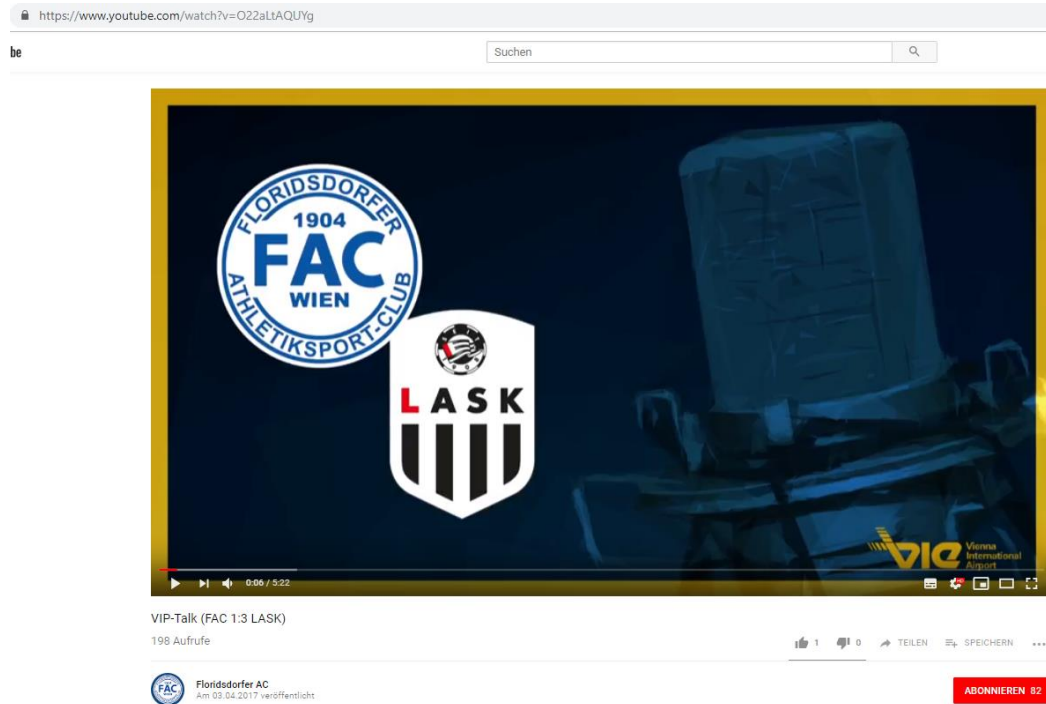 https://www.youtube.com/watch?v=O22aLtAQUYg
be
Suchen
FLORIDSDORFER
1904
FAC
WIEN
ATHLETIKSPORT-CLUB
LASK
VIE Vienna
International
Airport
0:06 / 5:22
VIP-Talk (FAC 1:3 LASK)
198 Aufrufe
1 0 TEILEN SPEICHERN
FAC
Floridsdorfer AC
Am 03.04.2017 veröffentlicht
ABONNIEREN 82